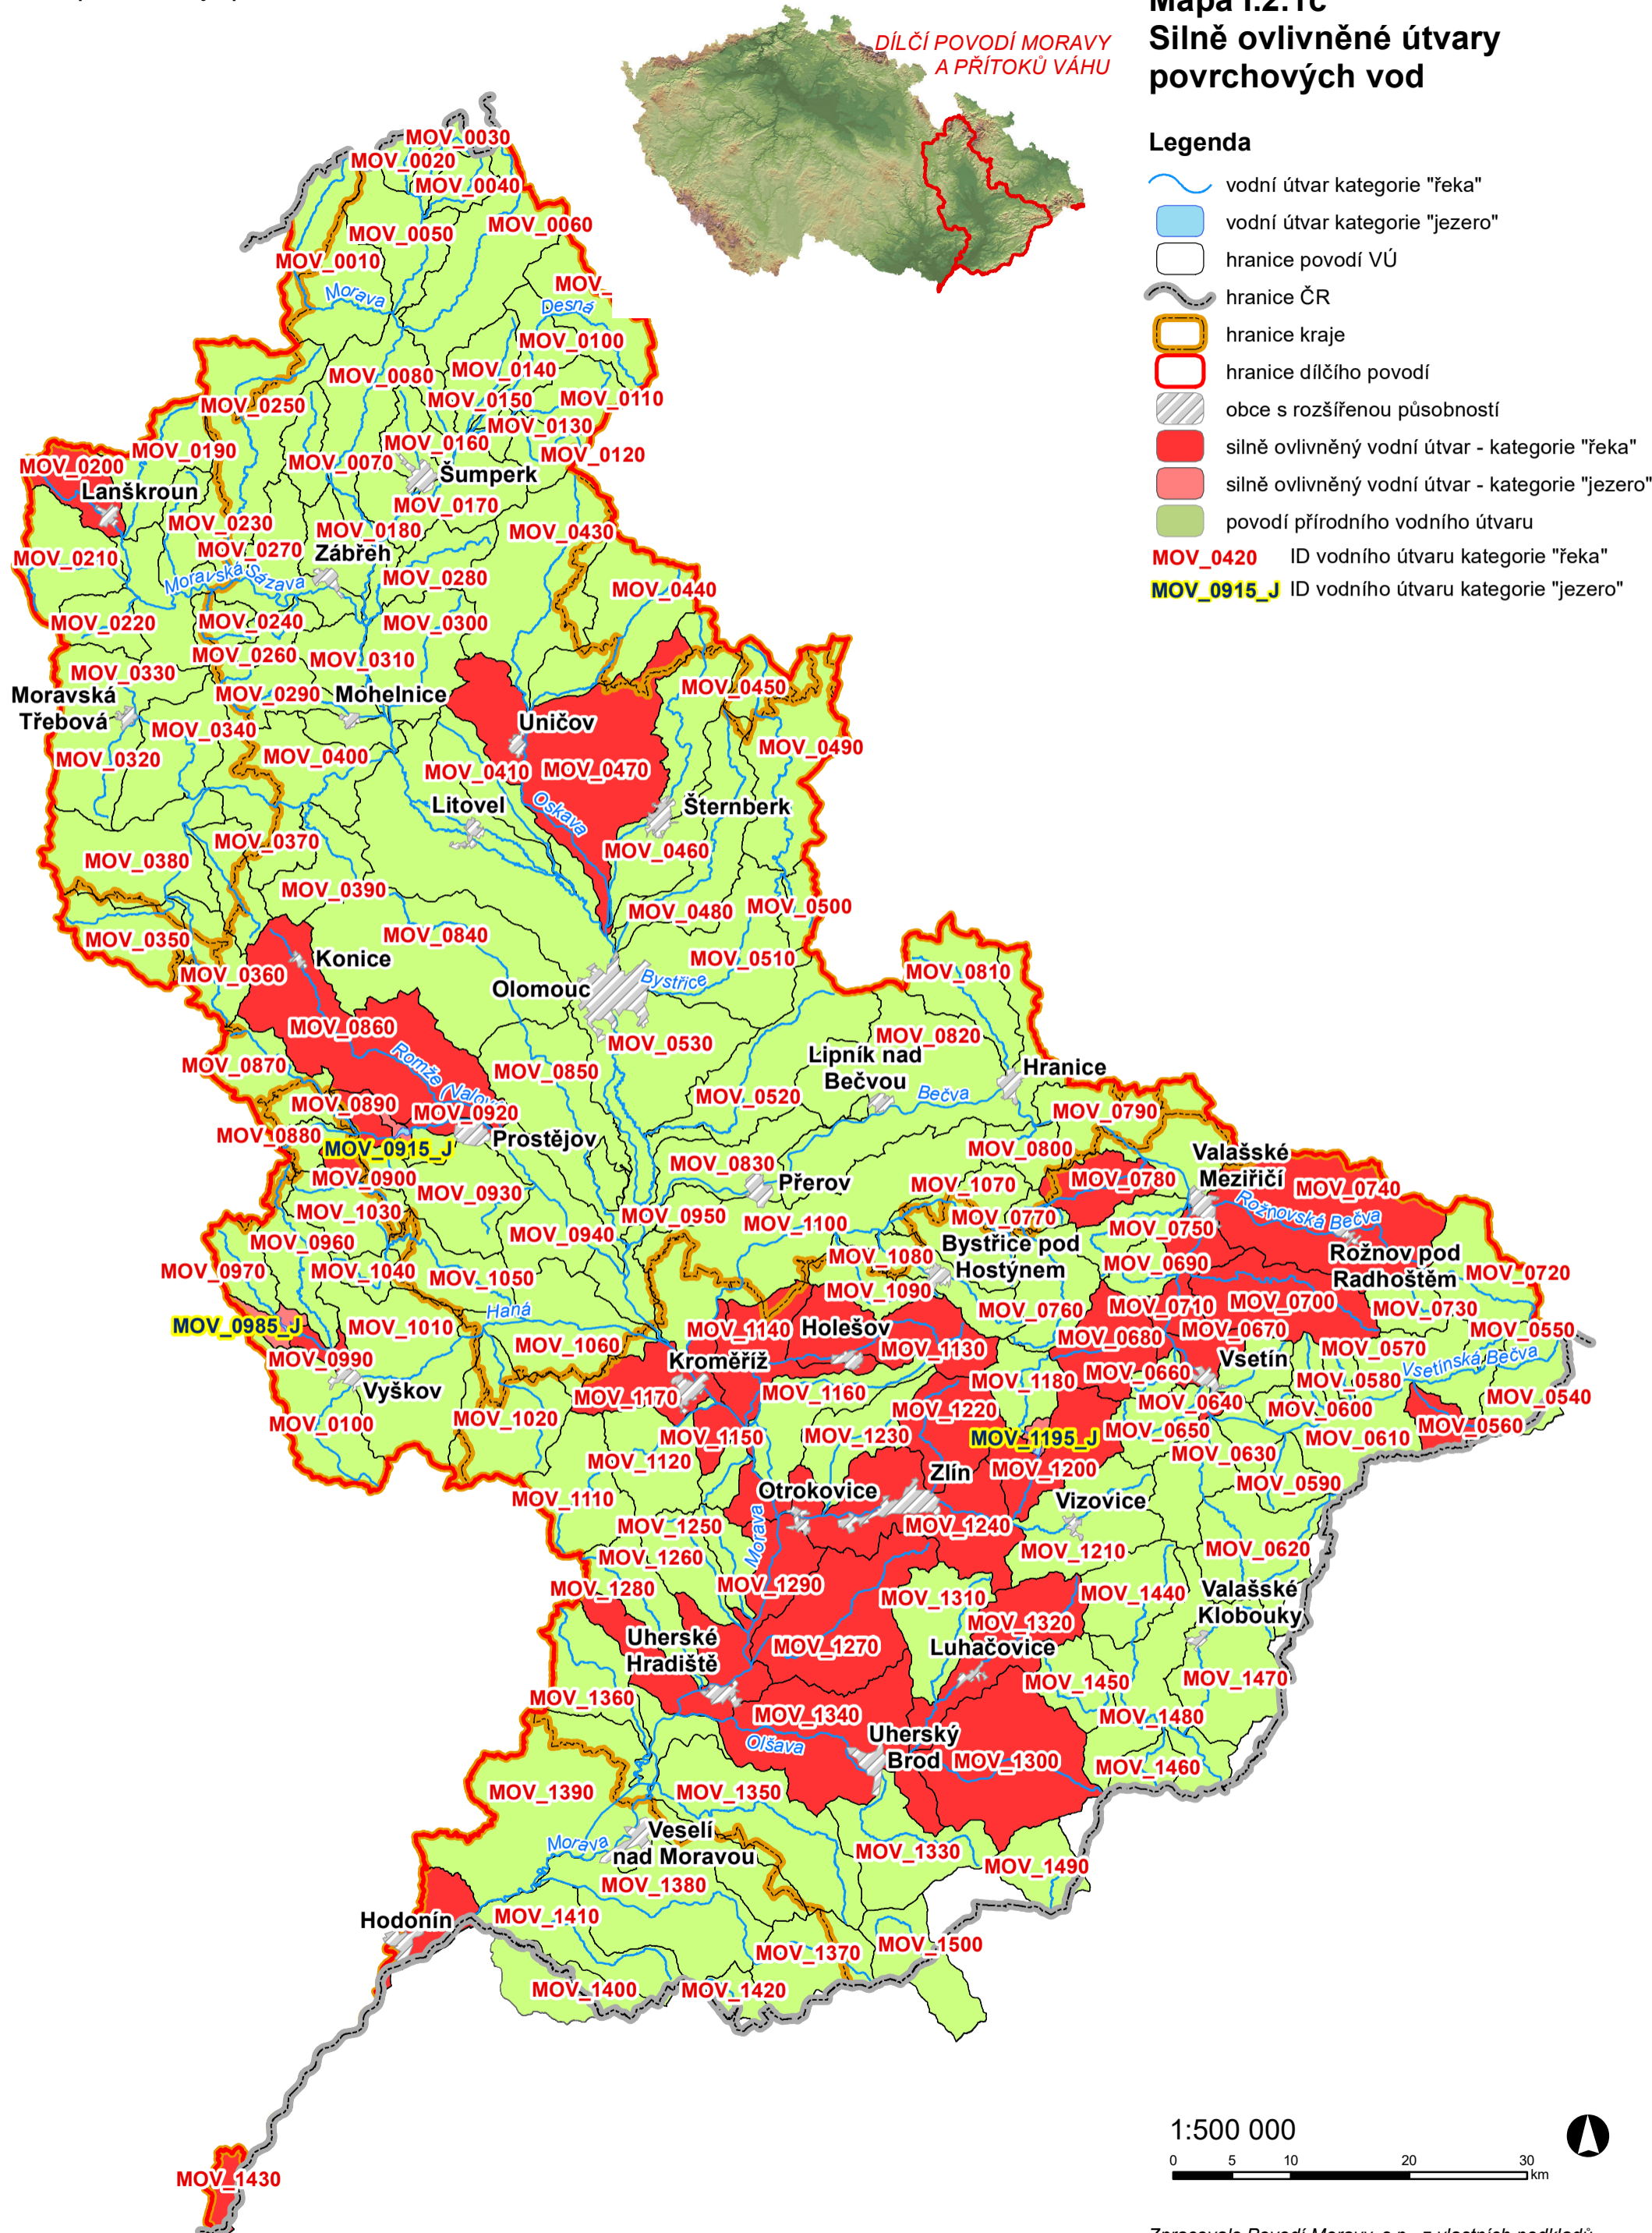 Mapa I.2.1c
Silně ovlivněné útvary
povrchových vod
DÍLČÍ POVODÍ MORAVY
A PŘÍTOKŮ VÁHU
Legenda
vodní útvar kategorie "řeka"
vodní útvar kategorie "jezero"
hranice povodí VÚ
hranice ČR
hranice kraje
hranice dílčího povodí
obce s rozšířenou působností
silně ovlivněný vodní útvar - kategorie "řeka"
silně ovlivněný vodní útvar - kategorie "jezero"
povodí přírodního vodního útvaru
MOV_0420 ID vodního útvaru kategorie "řeka"
MOV_0915_J ID vodního útvaru kategorie "jezero"
MOV_0030
MOV_0020
MOV_0040
MOV_0060
MOV_0050
MOV_0010
MOV_
Morava
Desná
MOV_0100
MOV_0140
MOV_0080
MOV_0150
MOV_0110
MOV_0250
MOV_0130
MOV_0160
MOV_0190
MOV_0120
MOV_0070
MOV_0200
Šumperk
Lanškroun
MOV_0170
MOV_0230
MOV_0180
MOV_0430
MOV_0270
Zábřeh
MOV_0210
Moravská Sázava
MOV_0280
MOV_0440
MOV_0220
MOV_0240
MOV_0300
MOV_0260
MOV_0310
MOV_0330
MOV_0450
Moravská
Třebová
MOV_0290
Mohelnice
Uničov
MOV_0340
MOV_0490
MOV_0320
MOV_0400
MOV_0410
MOV_0470
Litovel
Oskava
Šternberk
MOV_0370
MOV_0460
MOV_0380
MOV_0390
MOV_0480
MOV_0500
MOV_0350
MOV_0840
Konice
MOV_0510
MOV_0360
MOV_0810
Olomouc
Bystřice
MOV_0860
MOV_0820
MOV_0530
Lipník nad
Bečvou
Romže (Valov
MOV_0870
MOV_0850
Hranice
MOV_0520
Bečva
MOV_0890
MOV_0920
MOV_0790
MOV_0880
Prostějov
MOV_0915_J
MOV_0800
Valašské
Meziříčí
MOV_0830
MOV_0900
Přerov
MOV_0780
MOV_0930
MOV_1070
MOV_0740
MOV_1030
MOV_0950
MOV_0770
Rožnovská Bečva
MOV_1100
MOV_0750
MOV_0940
MOV_0960
Bystřice pod
Hostýnem
MOV_1080
Rožnov pod
Radhoštěm
MOV_0970
MOV_1040
MOV_1050
MOV_0690
MOV_0720
MOV_1090
MOV_0700
Haná
MOV_0760
MOV_0710
MOV_0730
MOV_0985_J
MOV_1010
MOV_1140
Holešov
MOV_0670
MOV_0550
MOV_0680
MOV_1060
MOV_1130
MOV_0570
MOV_0990
Kroměříž
Vsetín
Vsetínská Bečva
MOV_0660
MOV_0580
Vyškov
MOV_1180
MOV_1170
MOV_1160
MOV_0640
MOV_0540
MOV_0100
MOV_1020
MOV_1220
MOV_0600
MOV_0560
MOV_1150
MOV_1230
MOV_1195_J
MOV_0650
MOV_0610
MOV_0630
MOV_1120
MOV_1200
Zlín
MOV_0590
Otrokovice
MOV_1110
Vizovice
MOV_1250
Morava
MOV_1240
MOV_1260
MOV_1210
MOV_0620
MOV_1290
MOV_1280
MOV_1310
MOV_1440
Valašské
Klobouky
MOV_1320
Uherské
Hradiště
MOV_1270
Luhačovice
MOV_1450
MOV_1470
MOV_1360
MOV_1340
MOV_1480
Olšava
Uherský
Brod
MOV_1300
MOV_1460
MOV_1390
MOV_1350
Veselí
nad Moravou
Morava
MOV_1330
MOV_1490
MOV_1380
Hodonín
MOV_1410
MOV_1370
MOV_1500
MOV_1400
MOV_1420
MOV_1430
1:500 000
0 5 10 20 30
km